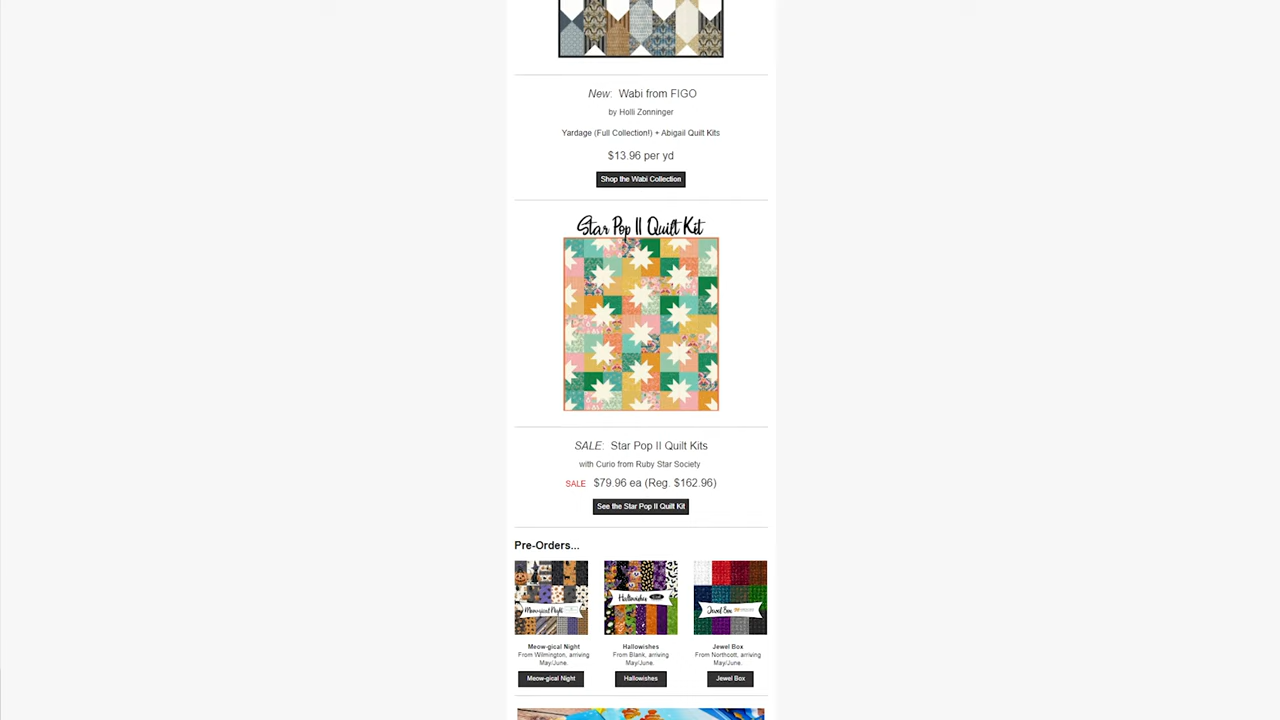 New: Wabi from FIGO
by Holli Zonninger
Yardage (Full Collection!) + Abigail Quilt Kits
$13.96 per yd
Shop the Wabi Collection
Star Pop II Quilt Kit
SALE: Star Pop II Quilt Kits
with Curio from Ruby Star Society
SALE $79.96 ea (Reg. $162.96)
See the Star Pop II Quilt Kit
Pre-Orders...
Meow-gical Night
Hallowishes
Jewel Box
Meow-gical Night
From Wilmington, arriving
May/June.
Meow-gical Night
Hallowishes
From Blank, arriving
May/June.
Hallowishes
Jewel Box
From Northcott, arriving
May/June.
Jewel Box